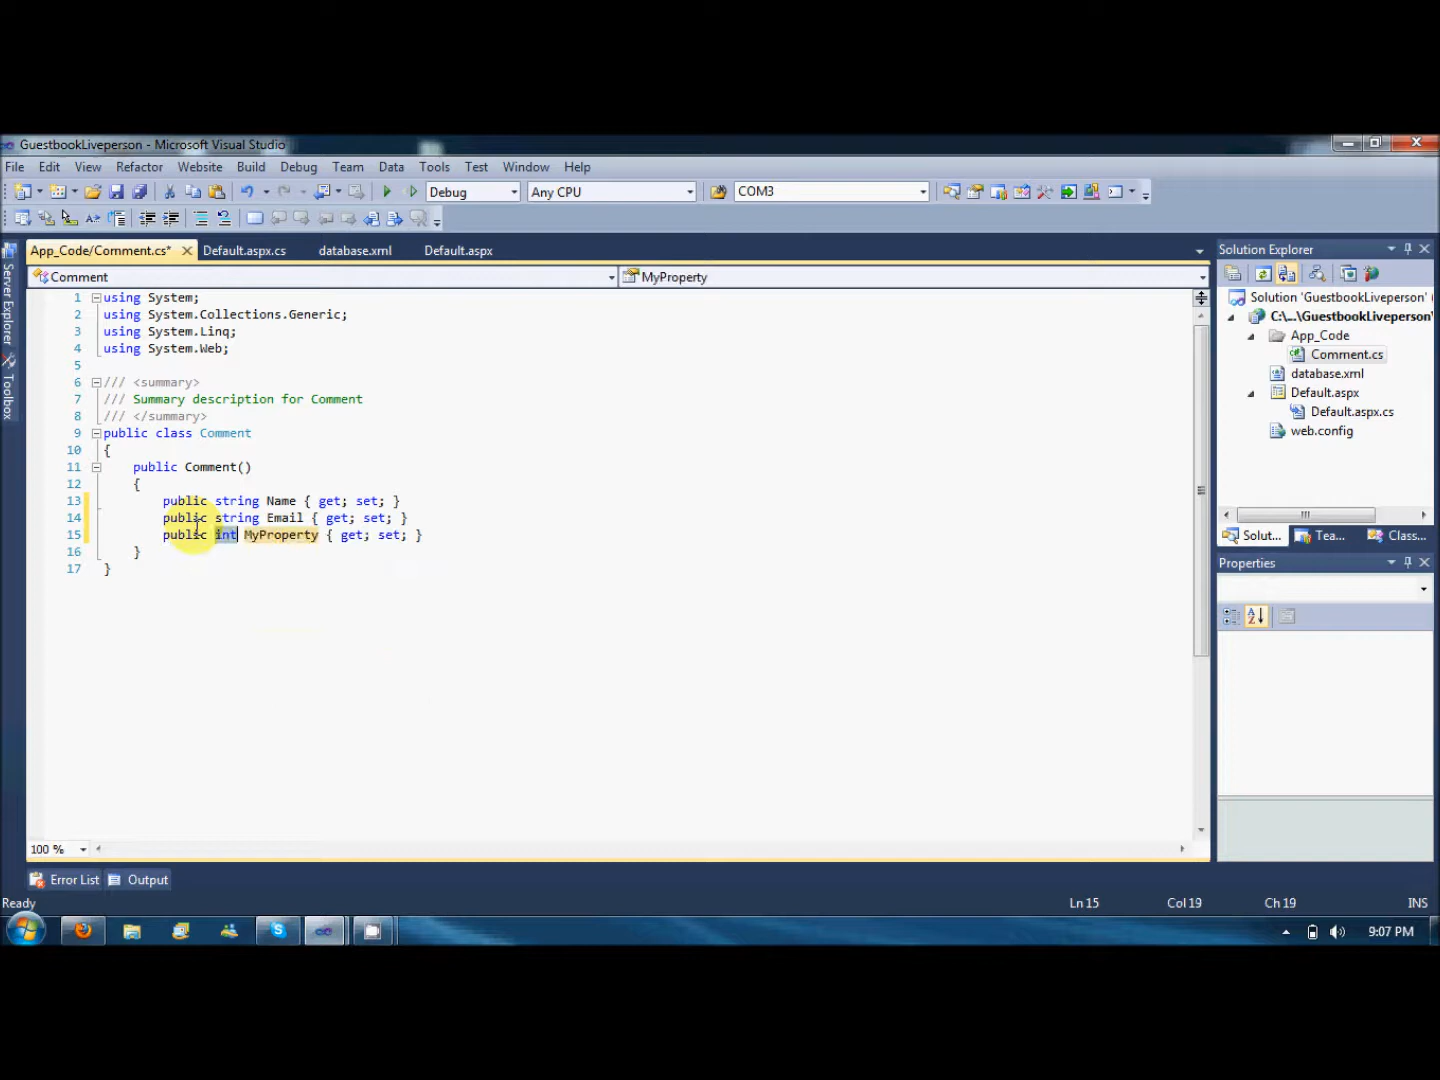 GuestbookLiveperson - Microsoft Visual Studio
File Edit View Refactor Website Build Debug Team Data Tools Test Window Help
Debug Any CPU COM3
App_Code/Comment.cs* Default.aspx.cs database.xml Default.aspx
Comment MyProperty
1 using System;
2 using System.Collections.Generic;
3 using System.Linq;
4 using System.Web;
5
6 /// <summary>
7 /// Summary description for Comment
8 /// </summary>
9 public class Comment
10 {
11 public Comment()
12 {
13 public string Name { get; set; }
14 public string Email { get; set; }
15 public int MyProperty { get; set; }
16 }
17 }
100 %
Server Explorer
Toolbox
Solution Explorer
Solution 'GuestbookLiveperson' (
C:\...\GuestbookLiveperson\
App_Code
Comment.cs
database.xml
Default.aspx
Default.aspx.cs
web.config
Solut... Tea... Class...
Properties
Error List Output
Ready Ln 15 Col 19 Ch 19 INS
9:07 PM